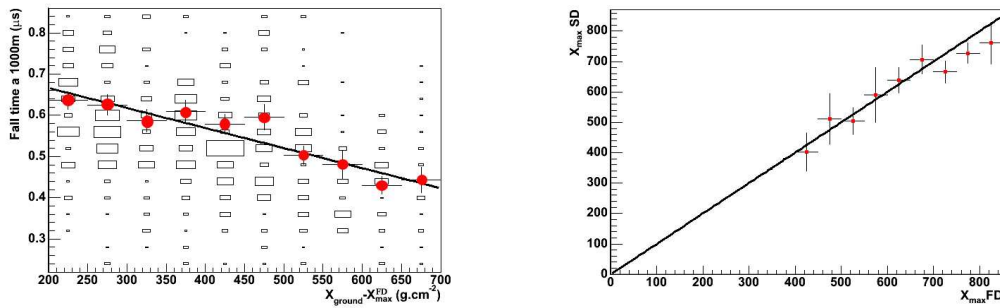 Fall time a 1000m (μs)
0.8
0.7
0.6
0.5
0.4
0.3
200 250 300 350 400 450 500 550 600 650 700
X_ground-X_max^FD (g.cm^-2)
X_max SD
800
700
600
500
400
300
200
100
0
0 100 200 300 400 500 600 700 800
X_maxFD